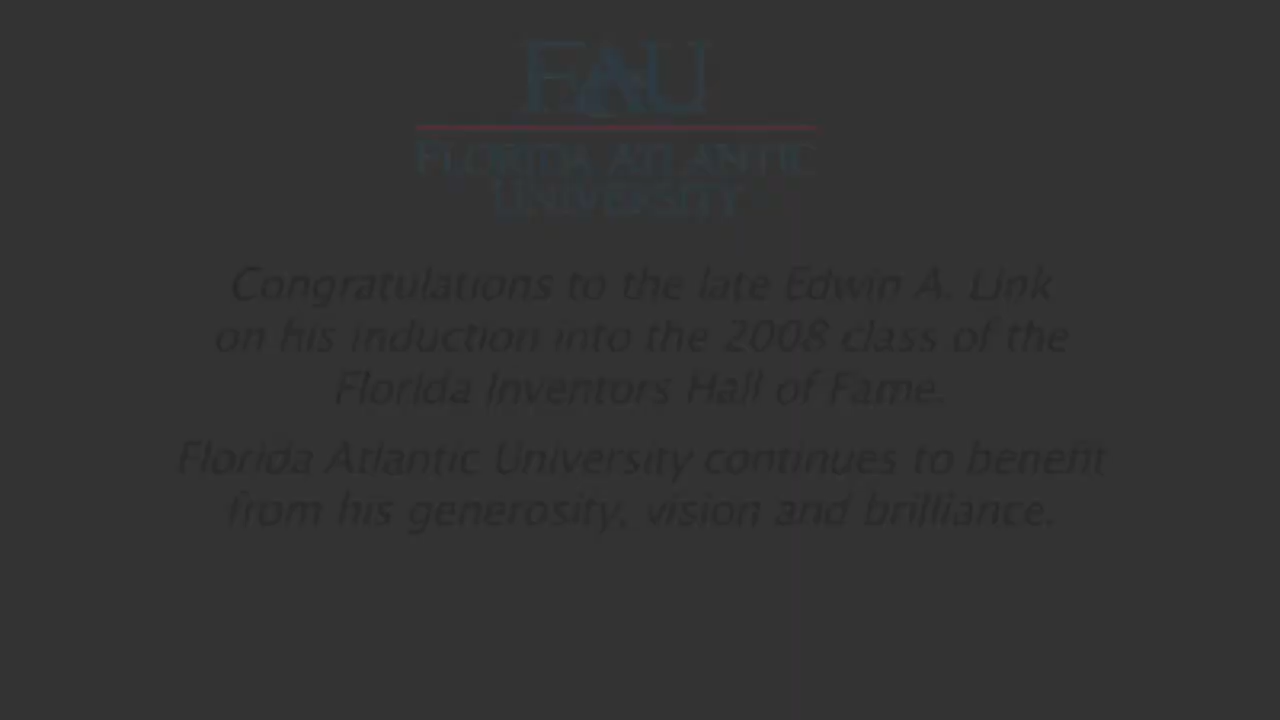 FAU
FLORIDA ATLANTIC
UNIVERSITY
Congratulations to the late Edwin A. Link
on his induction into the 2008 class of the
Florida Inventors Hall of Fame.
Florida Atlantic University continues to benefit
from his generosity, vision and brilliance.